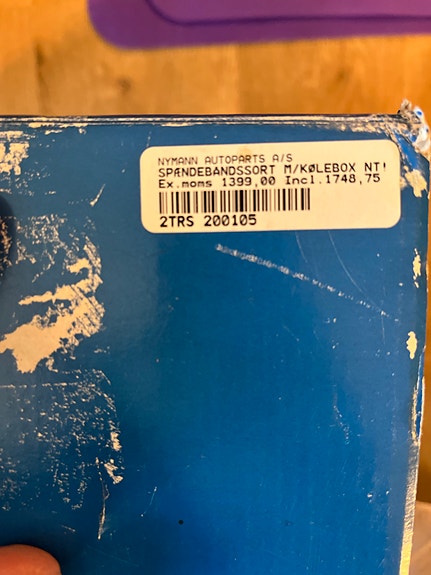 NYMANN AUTOPARTS A/S
SPÆNDEBANDSSORT M/KØLEBOX NT!
Ex.moms 1399,00 Incl.1748,75
2TRS 200105